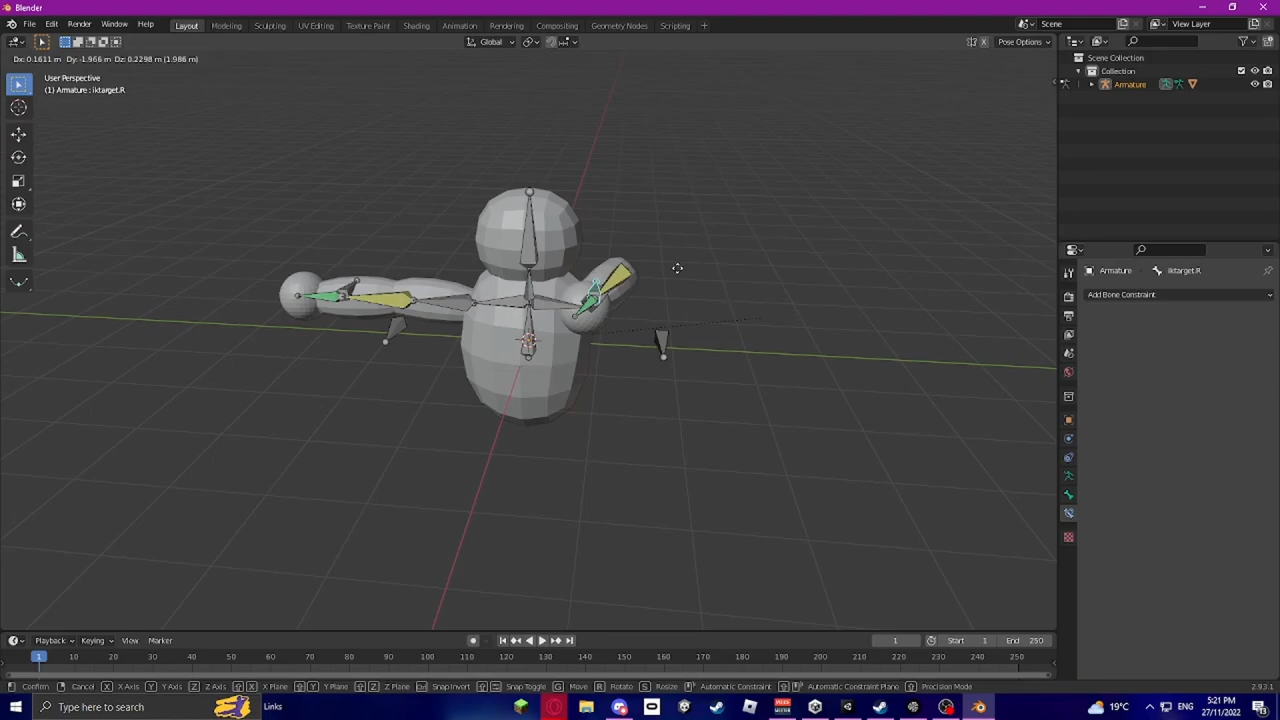 Blender
File Edit Render Window Help Layout Modeling Sculpting UV Editing Texture Paint Shading Animation Rendering Compositing Geometry Nodes Scripting + Scene View Layer
Global Pose Options
Dx: 0.1611 m Dy: -1.966 m Dz: 0.2298 m (1.986 m)
Scene Collection
Collection
Armature
User Perspective
(1) Armature : iktarget.R
Armature iktarget.R
Add Bone Constraint
Playback Keying View Marker 1 Start 1 End 250
1 10 20 30 40 50 60 70 80 90 100 110 120 130 140 150 160 170 180 190 200 210 220 230 240 250
Confirm Cancel X X Axis Y Y Axis Z Z Axis X X Plane Y Y Plane Z Z Plane Snap Invert Snap Toggle G Move R Rotate S Resize Automatic Constraint Automatic Constraint Plane Precision Mode 2.93.1
Type here to search Links 19°C ENG 5:21 PM
27/11/2022